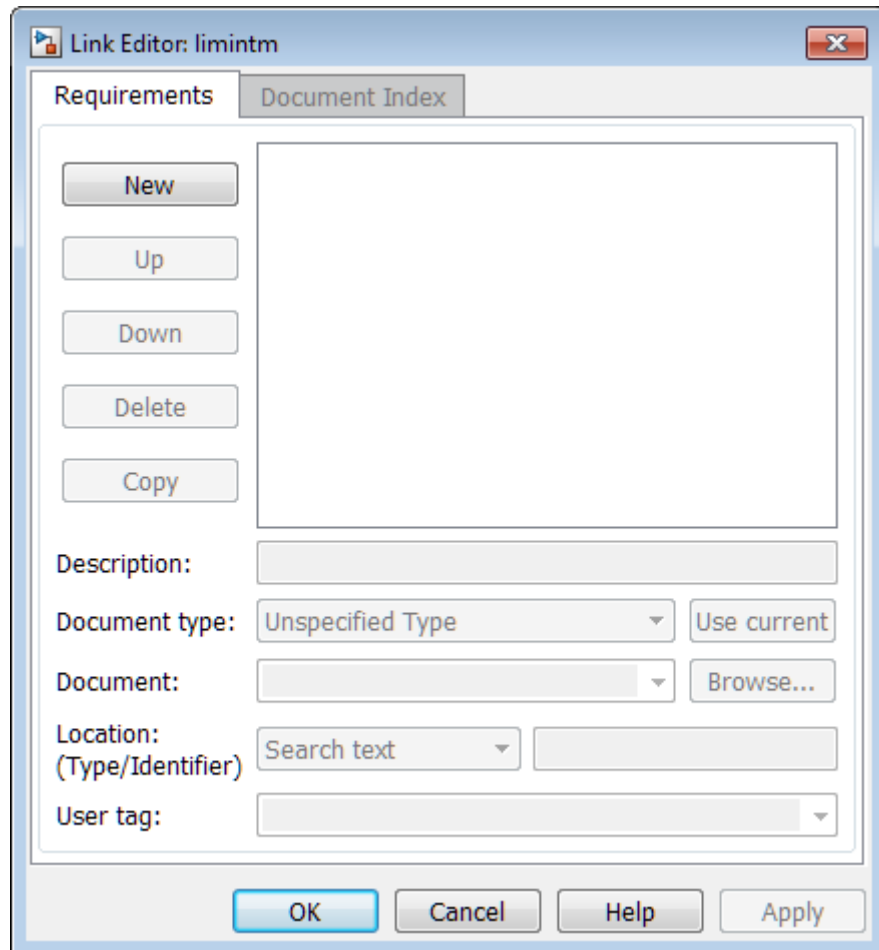 Link Editor: limintm
Requirements
Document Index
New
Up
Down
Delete
Copy
Description:
Document type:
Unspecified Type
Use current
Document:
Browse...
Location:
(Type/Identifier)
Search text
User tag:
OK
Cancel
Help
Apply